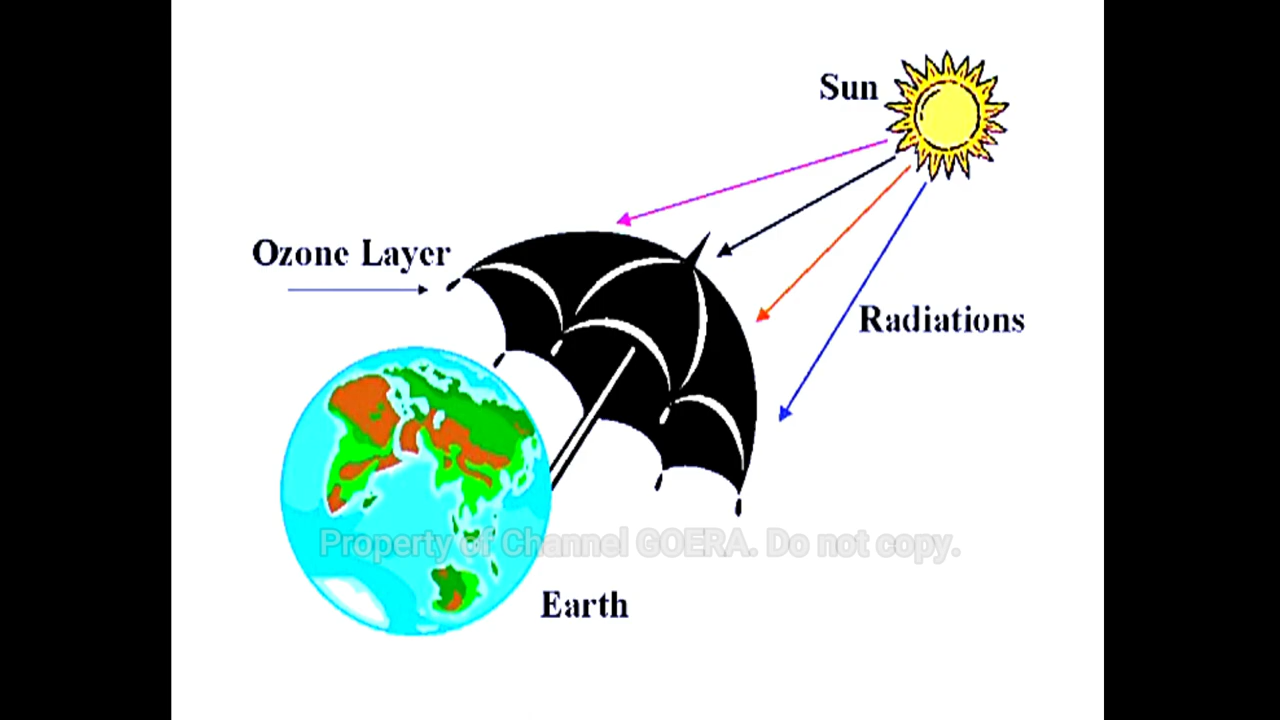 Sun
Ozone Layer
Radiations
Property of Channel GOERA. Do not copy.
Earth